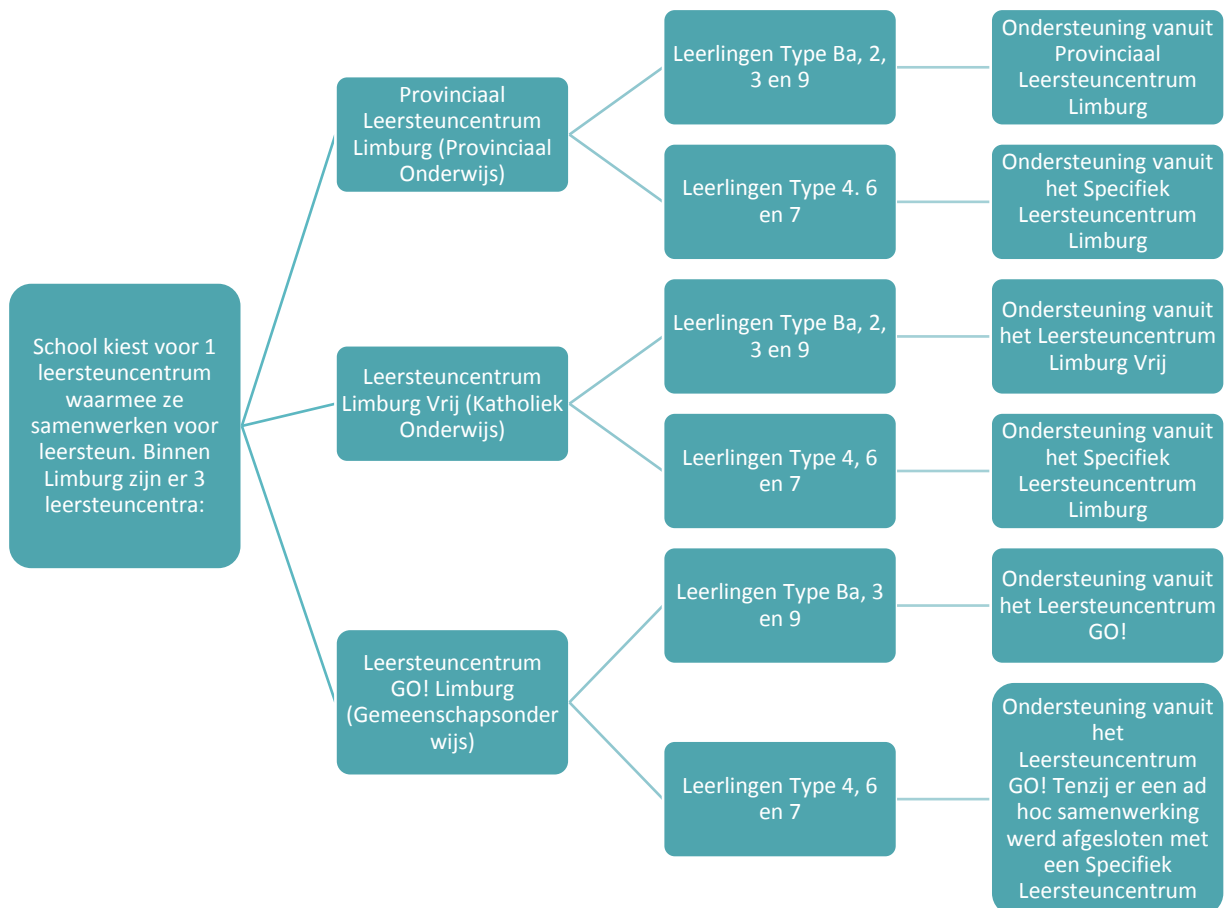 School kiest voor 1
leersteuncentrum
waarmee ze
samenwerken voor
leersteun. Binnen
Limburg zijn er 3
leersteuncentra:
Provinciaal
Leersteuncentrum
Limburg (Provinciaal
Onderwijs)
Leerlingen Type Ba, 2,
3 en 9
Ondersteuning vanuit
Provinciaal
Leersteuncentrum
Limburg
Leerlingen Type 4. 6
en 7
Ondersteuning vanuit
het Specifiek
Leersteuncentrum
Limburg
Leersteuncentrum
Limburg Vrij (Katholiek
Onderwijs)
Leerlingen Type Ba, 2,
3 en 9
Ondersteuning vanuit
het Leersteuncentrum
Limburg Vrij
Leerlingen Type 4, 6
en 7
Ondersteuning vanuit
het Specifiek
Leersteuncentrum
Limburg
Leersteuncentrum
GO! Limburg
(Gemeenschapsonder
wijs)
Leerlingen Type Ba, 3
en 9
Ondersteuning vanuit
het Leersteuncentrum
GO!
Leerlingen Type 4, 6
en 7
Ondersteuning vanuit
het
Leersteuncentrum
GO! Tenzij er een ad
hoc samenwerking
werd afgesloten met
een Specifiek
Leersteuncentrum